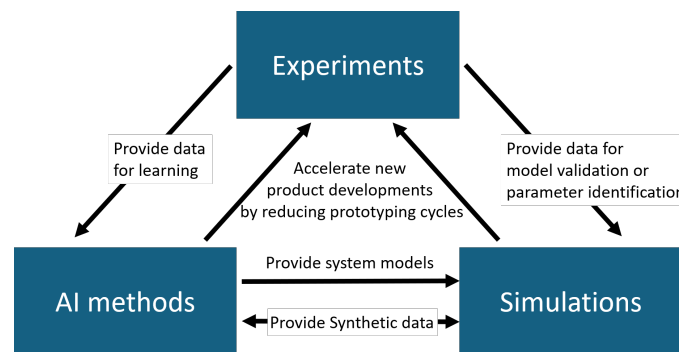 Experiments
Provide data
for learning
Provide data for
model validation or
parameter identification
Accelerate new
product developments
by reducing prototyping cycles
Provide system models
AI methods
Simulations
Provide Synthetic data